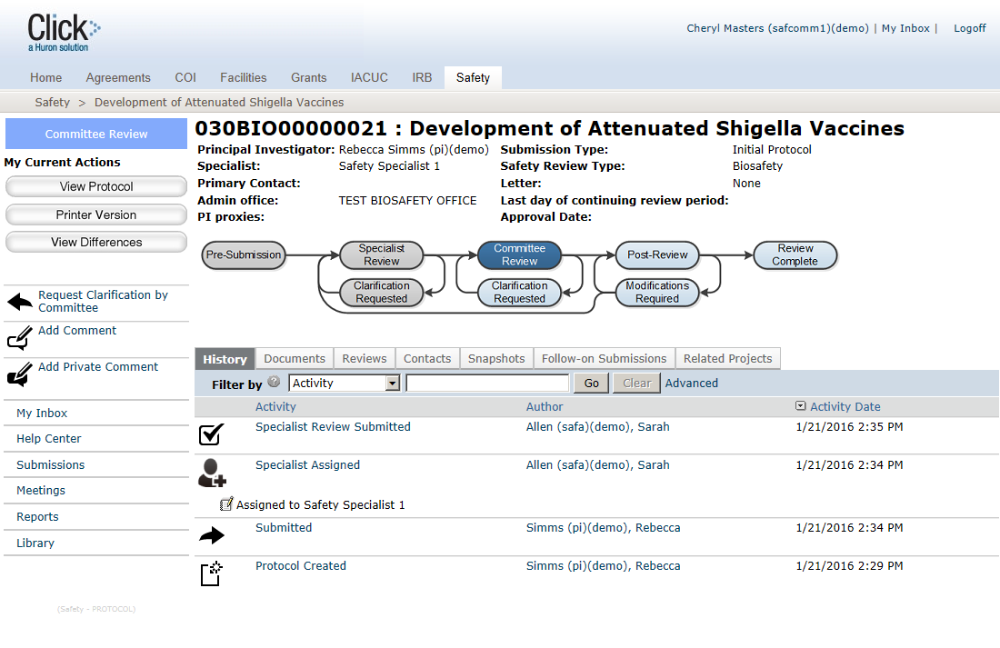 Click
a Huron solution
Cheryl Masters (safcomm1)(demo) | My Inbox | Logoff
Home Agreements COI Facilities Grants IACUC IRB Safety
Safety > Development of Attenuated Shigella Vaccines
Committee Review
My Current Actions
View Protocol
Printer Version
View Differences
Request Clarification by
Committee
Add Comment
Add Private Comment
My Inbox
Help Center
Submissions
Meetings
Reports
Library
{Safety - PROTOCOL}
030BIO00000021 : Development of Attenuated Shigella Vaccines
Principal Investigator: Rebecca Simms (pi)(demo) Submission Type: Initial Protocol
Specialist: Safety Specialist 1 Safety Review Type: Biosafety
Primary Contact: Letter: None
Admin office: TEST BIOSAFETY OFFICE Last day of continuing review period:
PI proxies: Approval Date:
Pre-Submission
Specialist
Review
Clarification
Requested
Committee
Review
Clarification
Requested
Post-Review
Modifications
Required
Review
Complete
History Documents Reviews Contacts Snapshots Follow-on Submissions Related Projects
Filter by ? Activity Go Clear Advanced
Activity Author Activity Date
Specialist Review Submitted Allen (safa)(demo), Sarah 1/21/2016 2:35 PM
Specialist Assigned Allen (safa)(demo), Sarah 1/21/2016 2:34 PM
Assigned to Safety Specialist 1
Submitted Simms (pi)(demo), Rebecca 1/21/2016 2:34 PM
Protocol Created Simms (pi)(demo), Rebecca 1/21/2016 2:29 PM